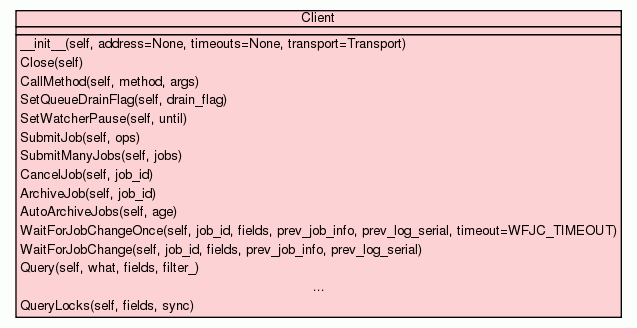 Client
__init__(self, address=None, timeouts=None, transport=Transport)
Close(self)
CallMethod(self, method, args)
SetQueueDrainFlag(self, drain_flag)
SetWatcherPause(self, until)
SubmitJob(self, ops)
SubmitManyJobs(self, jobs)
CancelJob(self, job_id)
ArchiveJob(self, job_id)
AutoArchiveJobs(self, age)
WaitForJobChangeOnce(self, job_id, fields, prev_job_info, prev_log_serial, timeout=WFJC_TIMEOUT)
WaitForJobChange(self, job_id, fields, prev_job_info, prev_log_serial)
Query(self, what, fields, filter_)
...
QueryLocks(self, fields, sync)